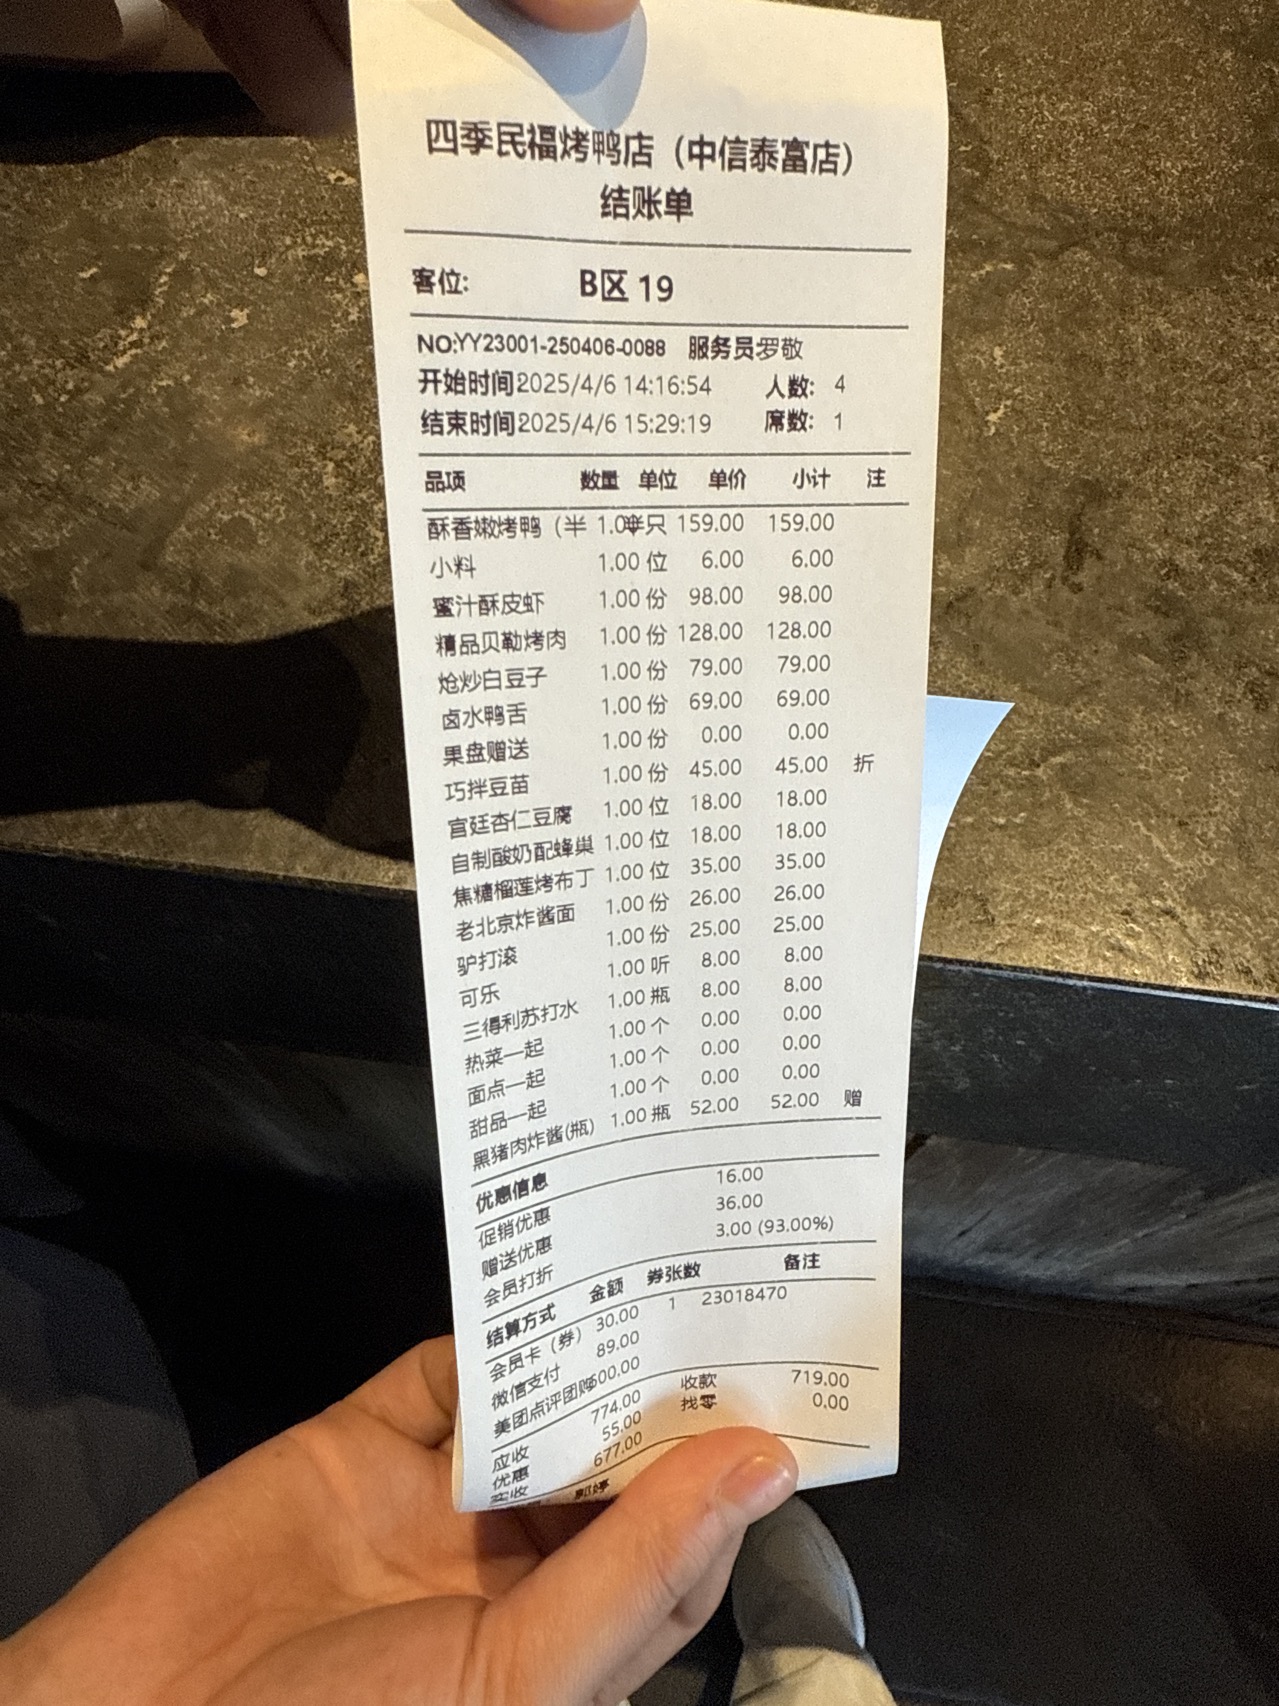 四季民福烤鸭店（中信泰富店）
结账单
客位: B区 19
NO:YY23001-250406-0088 服务员:罗敬
开始时间2025/4/6 14:16:54 人数: 4
结束时间2025/4/6 15:29:19 席数: 1
品项 数量 单位 单价 小计 注
酥香嫩烤鸭（半 1.00 半只 159.00 159.00
小料 1.00 位 6.00 6.00
蜜汁酥皮虾 1.00 份 98.00 98.00
精品贝勒烤肉 1.00 份 128.00 128.00
炝炒白豆子 1.00 份 79.00 79.00
卤水鸭舌 1.00 份 69.00 69.00
果盘赠送 1.00 份 0.00 0.00
巧拌豆苗 1.00 份 45.00 45.00 折
宫廷杏仁豆腐 1.00 位 18.00 18.00
自制酸奶配蜂巢 1.00 位 18.00 18.00
焦糖榴莲烤布丁 1.00 位 35.00 35.00
老北京炸酱面 1.00 份 26.00 26.00
驴打滚 1.00 份 25.00 25.00
可乐 1.00 听 8.00 8.00
三得利苏打水 1.00 瓶 8.00 8.00
热菜一起 1.00 个 0.00 0.00
面点一起 1.00 个 0.00 0.00
甜品一起 1.00 个 0.00 0.00
黑猪肉炸酱(瓶) 1.00 瓶 52.00 52.00 赠
优惠信息
促销优惠 16.00
赠送优惠 36.00
会员打折 3.00 (93.00%)
结算方式 金额 券张数 备注
会员卡（券） 30.00 1 23018470
微信支付 89.00
美团点评团购600.00
应收 774.00 收款 719.00
优惠 55.00 找零 0.00
实收 677.00
郭婷